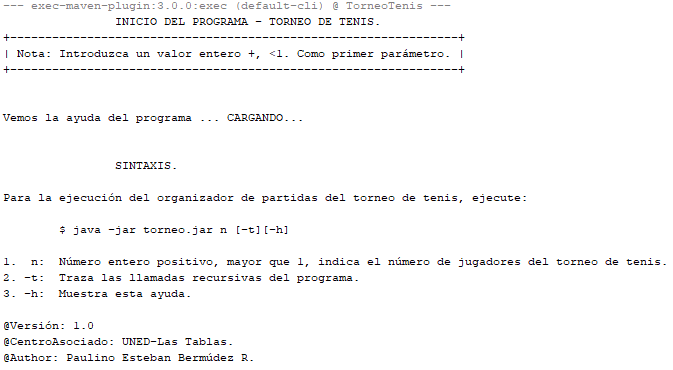 --- exec-maven-plugin:3.0.0:exec (default-cli) @ TorneoTenis ---
INICIO DEL PROGRAMA - TORNEO DE TENIS.
+----------------------------------------------------------------+
| Nota: Introduzca un valor entero +, <1. Como primer parámetro. |
+----------------------------------------------------------------+
Vemos la ayuda del programa ... CARGANDO...
SINTAXIS.
Para la ejecución del organizador de partidas del torneo de tenis, ejecute:
$ java -jar torneo.jar n [-t][-h]
1.  n:  Número entero positivo, mayor que 1, indica el número de jugadores del torneo de tenis.
2. -t:  Traza las llamadas recursivas del programa.
3. -h:  Muestra esta ayuda.
@Versión: 1.0
@CentroAsociado: UNED-Las Tablas.
@Author: Paulino Esteban Bermúdez R.